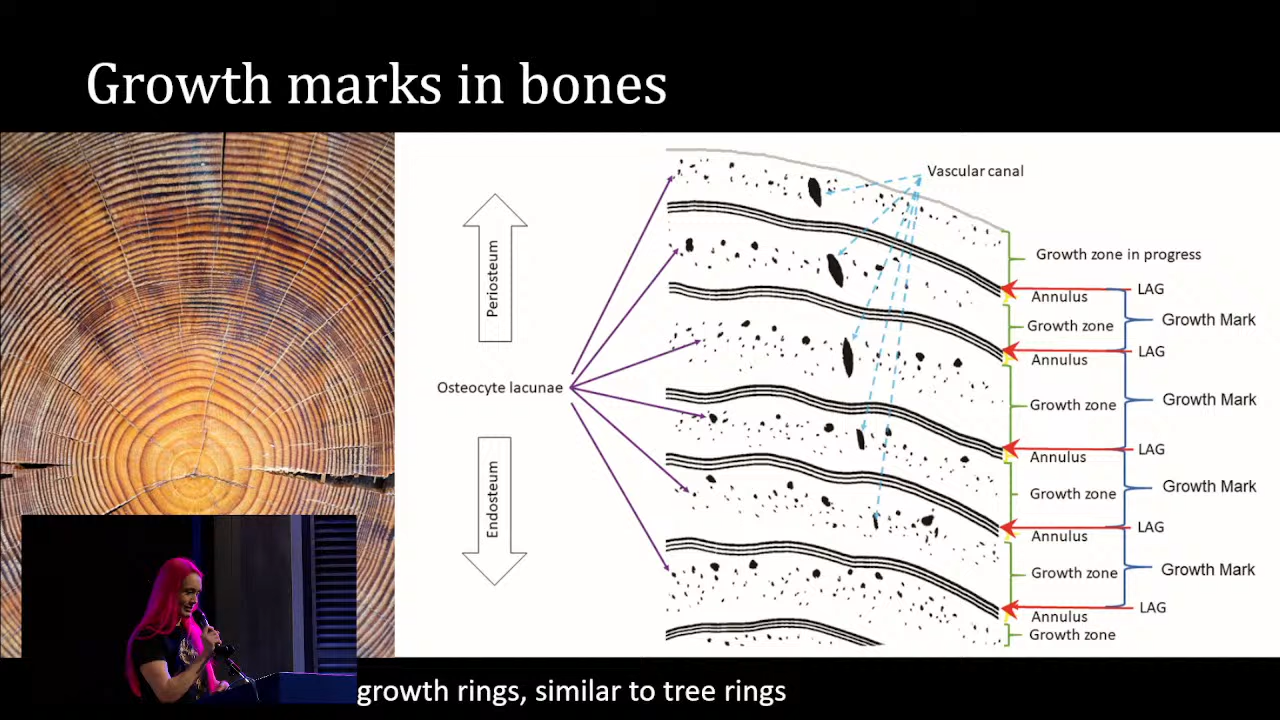 Growth marks in bones
Vascular canal
Periosteum
Growth zone in progress
LAG
Annulus
Growth Mark
Growth zone
LAG
Annulus
Osteocyte lacunae
Growth zone
Growth Mark
LAG
Annulus
Endosteum
Growth zone
Growth Mark
LAG
Annulus
Growth zone
Growth Mark
LAG
Annulus
Growth zone
growth rings, similar to tree rings